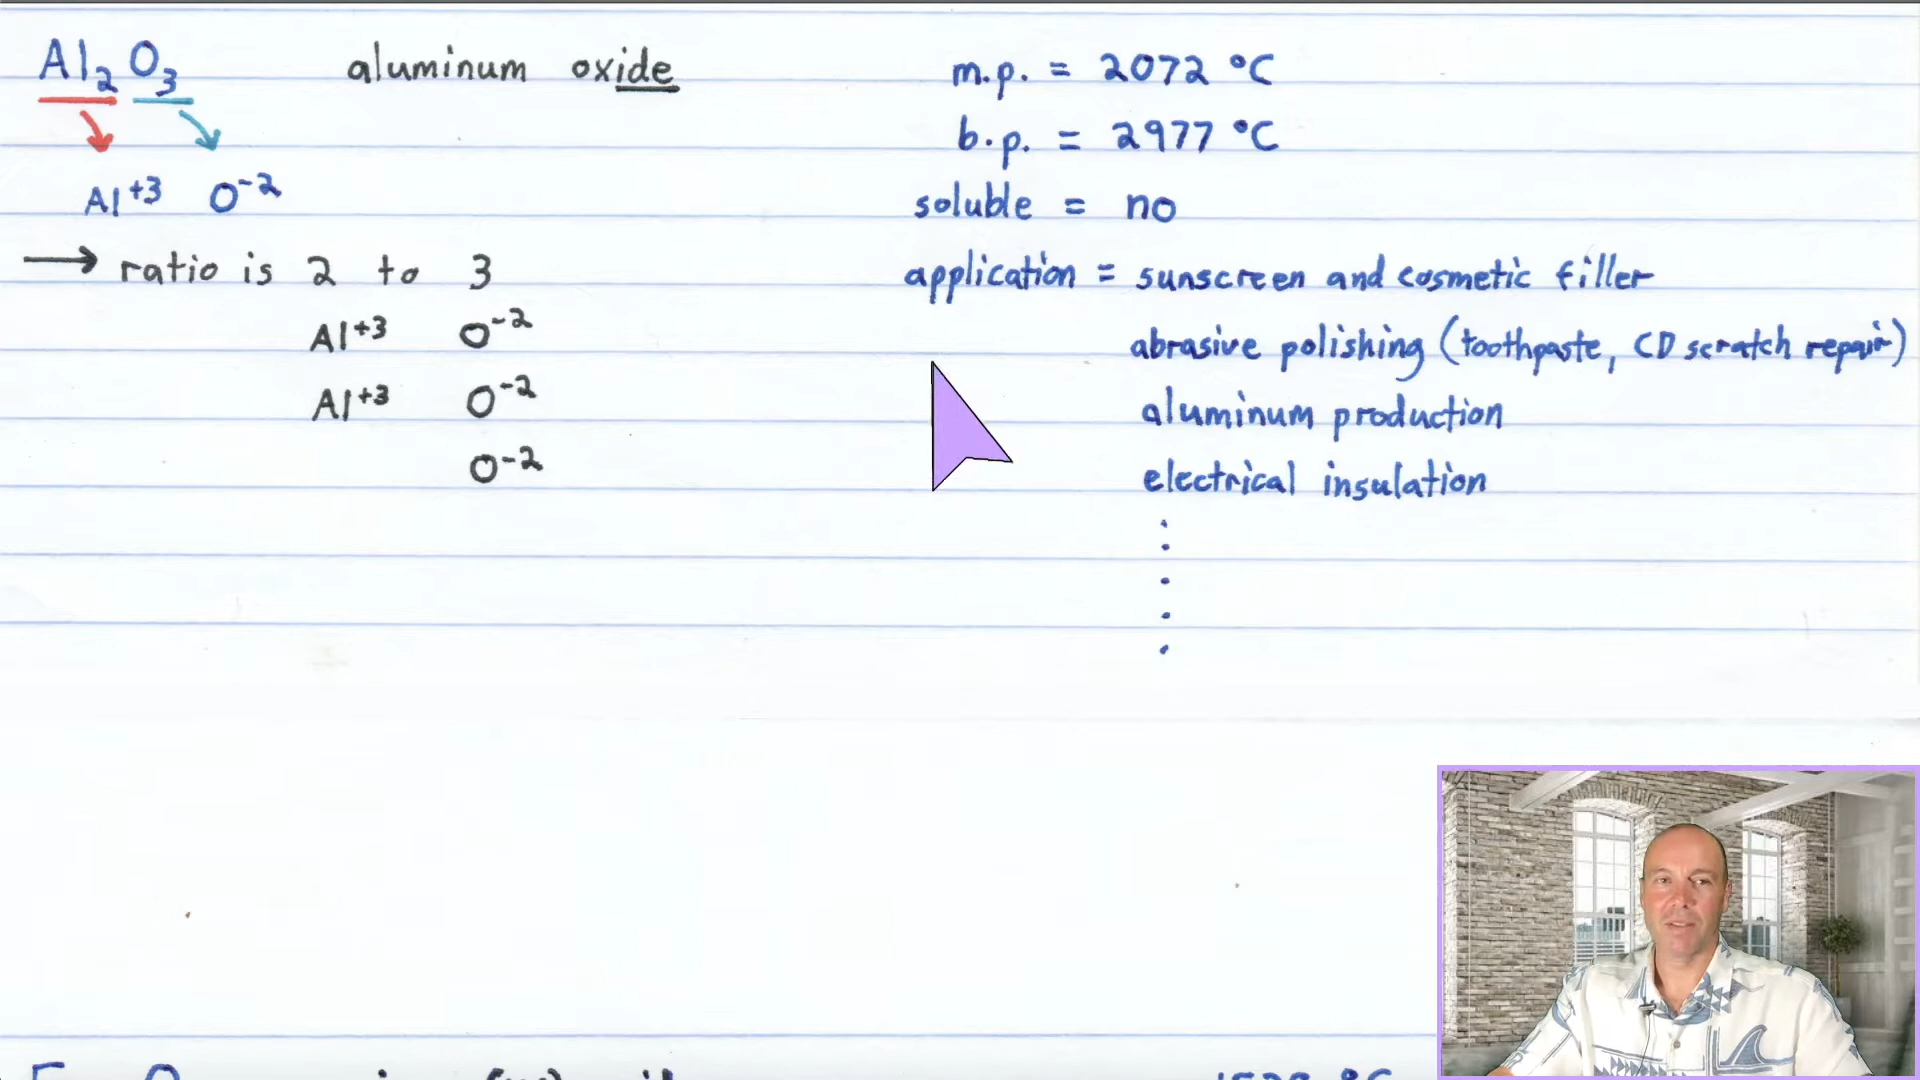 Al₂O₃ aluminum oxide
Al⁺³ O⁻²
→ ratio is 2 to 3
Al⁺³ O⁻²
Al⁺³ O⁻²
O⁻²
m.p. = 2072 °C
b.p. = 2977 °C
soluble = no
application = sunscreen and cosmetic filler
abrasive polishing (toothpaste, CD scratch repair)
aluminum production
electrical insulation